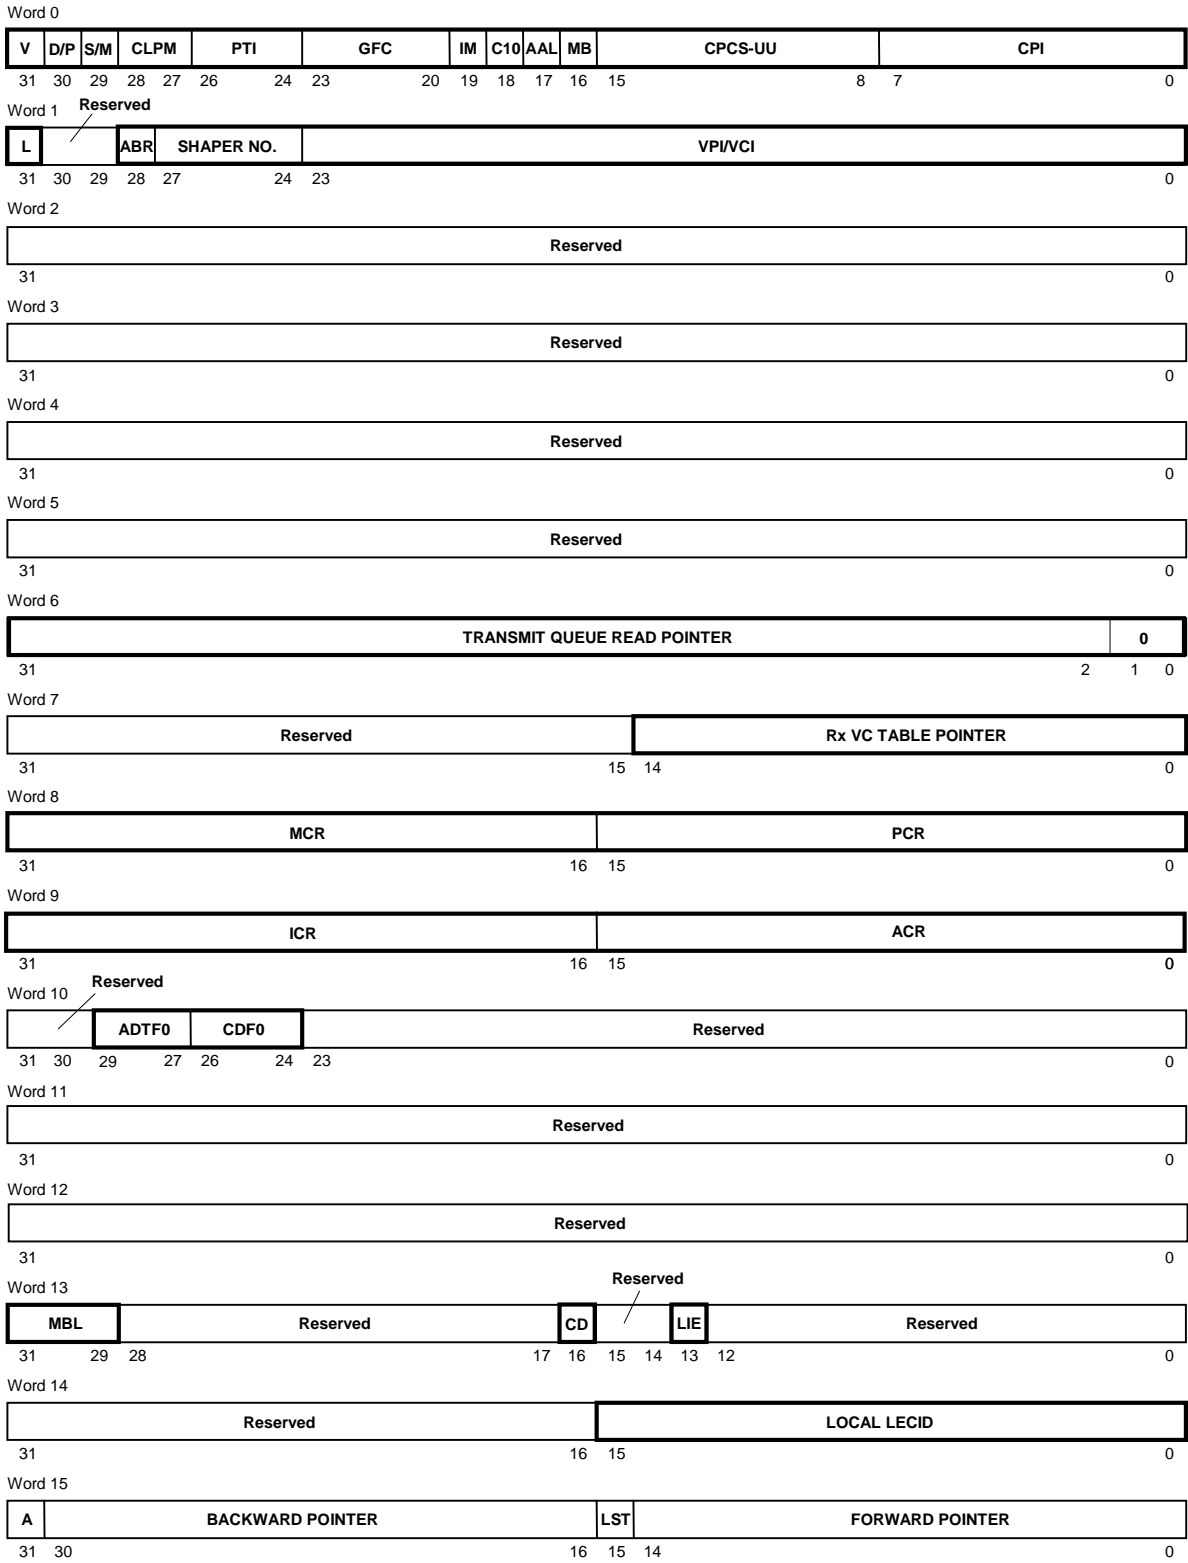 Word 0
V D/P S/M CLPM PTI GFC IM C10 AAL MB CPCS-UU CPI
31 30 29 28 27 26 24 23 20 19 18 17 16 15 8 7 0
Reserved
Word 1
L ABR SHAPER NO. VPI/VCI
31 30 29 28 27 24 23 0
Word 2
Reserved
31 0
Word 3
Reserved
31 0
Word 4
Reserved
31 0
Word 5
Reserved
31 0
Word 6
TRANSMIT QUEUE READ POINTER 0
31 2 1 0
Word 7
Reserved Rx VC TABLE POINTER
31 15 14 0
Word 8
MCR PCR
31 16 15 0
Word 9
ICR ACR
31 16 15 0
Reserved
Word 10
ADTF0 CDF0 Reserved
31 30 29 27 26 24 23 0
Word 11
Reserved
31 0
Word 12
Reserved
31 0
Reserved
Word 13
MBL Reserved CD LIE Reserved
31 29 28 17 16 15 14 13 12 0
Word 14
Reserved LOCAL LECID
31 16 15 0
Word 15
A BACKWARD POINTER LST FORWARD POINTER
31 30 16 15 14 0